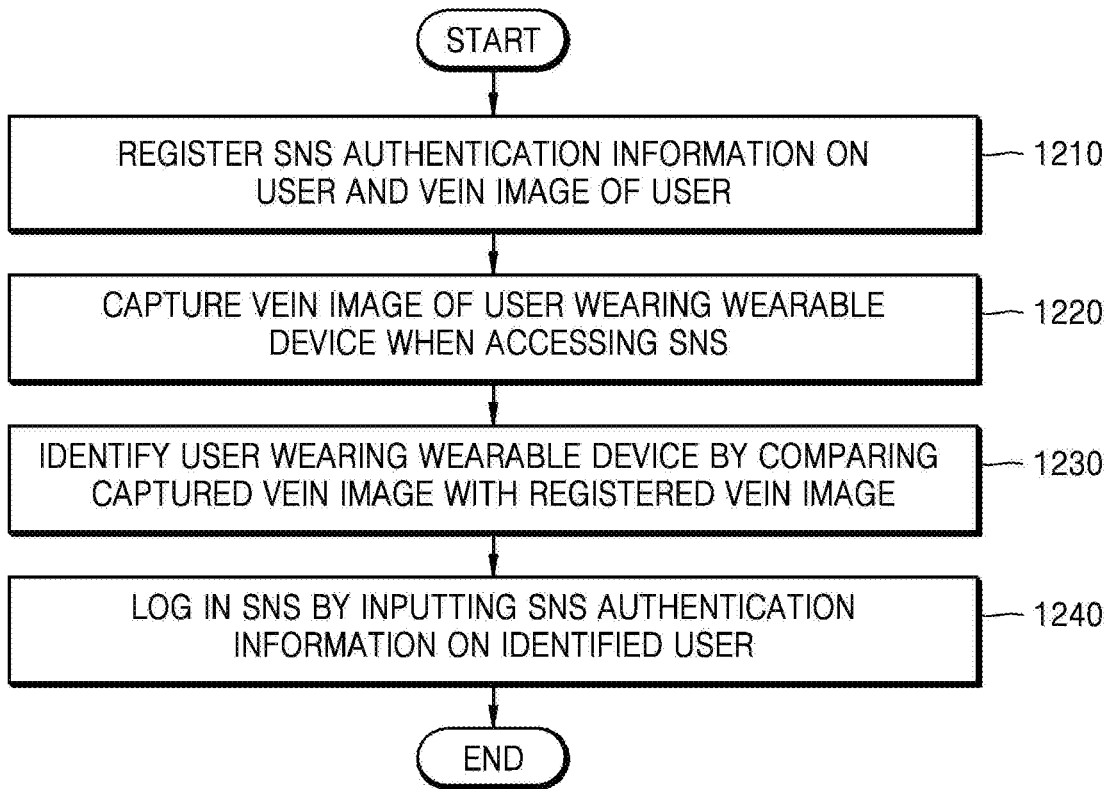 START
REGISTER SNS AUTHENTICATION INFORMATION ON
USER AND VEIN IMAGE OF USER
1210
CAPTURE VEIN IMAGE OF USER WEARING WEARABLE
DEVICE WHEN ACCESSING SNS
1220
IDENTIFY USER WEARING WEARABLE DEVICE BY COMPARING
CAPTURED VEIN IMAGE WITH REGISTERED VEIN IMAGE
1230
LOG IN SNS BY INPUTTING SNS AUTHENTICATION
INFORMATION ON IDENTIFIED USER
1240
END